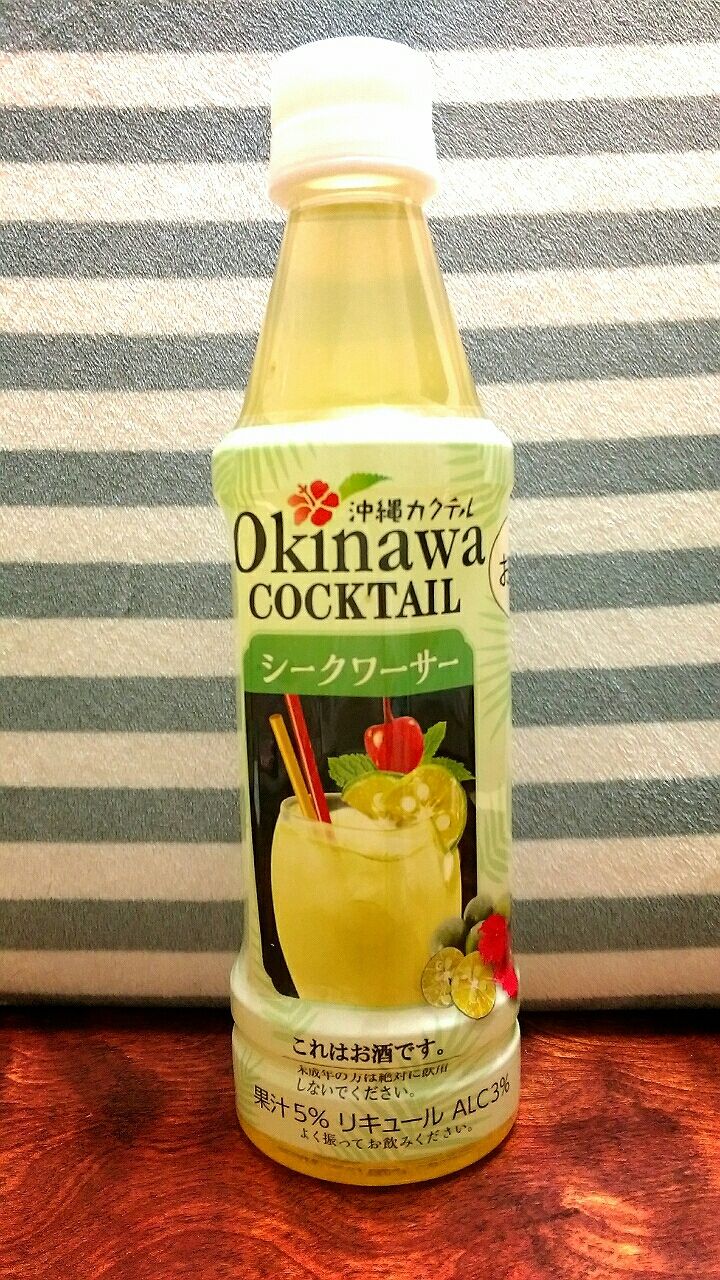 沖縄カクテル
Okinawa
COCKTAIL
お
シークワーサー
これはお酒です。
未成年の方は絶対に飲用
しないでください。
果汁5% リキュール ALC3%
よく振ってお飲みください。